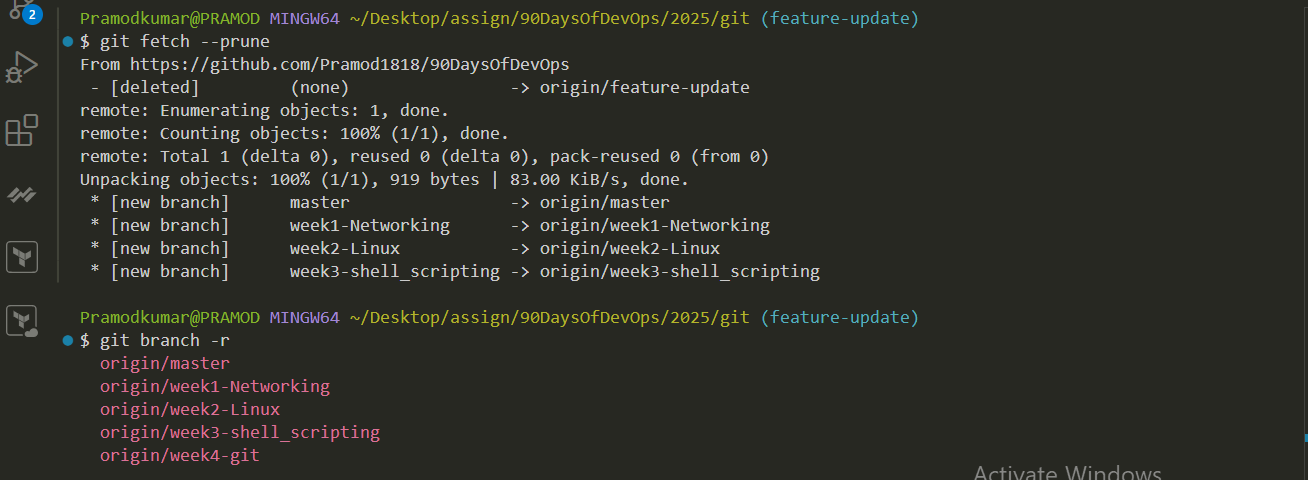 2
Pramodkumar@PRAMOD MINGW64 ~/Desktop/assign/90DaysOfDevOps/2025/git (feature-update)
$ git fetch --prune
From https://github.com/Pramod1818/90DaysOfDevOps
 - [deleted]         (none)                -> origin/feature-update
remote: Enumerating objects: 1, done.
remote: Counting objects: 100% (1/1), done.
remote: Total 1 (delta 0), reused 0 (delta 0), pack-reused 0 (from 0)
Unpacking objects: 100% (1/1), 919 bytes | 83.00 KiB/s, done.
 * [new branch]      master                -> origin/master
 * [new branch]      week1-Networking      -> origin/week1-Networking
 * [new branch]      week2-Linux           -> origin/week2-Linux
 * [new branch]      week3-shell_scripting -> origin/week3-shell_scripting
Pramodkumar@PRAMOD MINGW64 ~/Desktop/assign/90DaysOfDevOps/2025/git (feature-update)
$ git branch -r
  origin/master
  origin/week1-Networking
  origin/week2-Linux
  origin/week3-shell_scripting
  origin/week4-git
Activate Windows